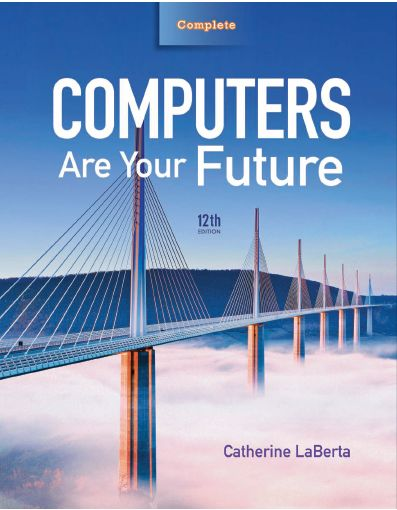 Complete
COMPUTERS
Are Your Future
12th
EDITION
Catherine LaBerta